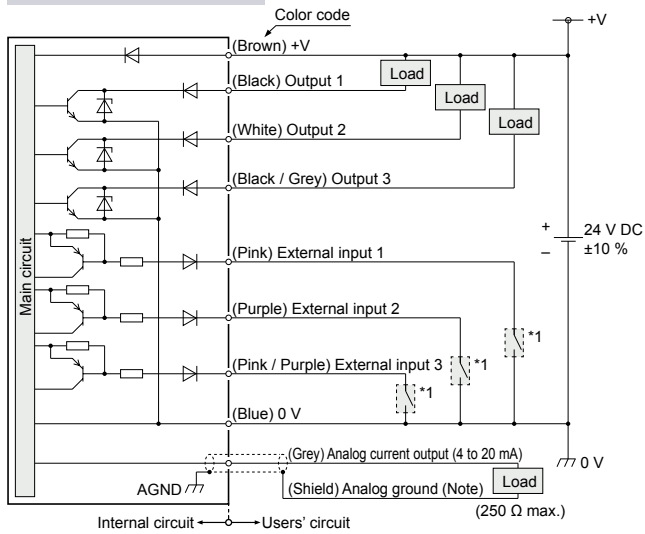 Color code
+V
(Brown) +V
(Black) Output 1
Load
Load
(White) Output 2
Load
(Black / Grey) Output 3
Main circuit
+
–
24 V DC
±10 %
(Pink) External input 1
(Purple) External input 2
*1
(Pink / Purple) External input 3
*1
*1
(Blue) 0 V
(Grey) Analog current output (4 to 20 mA)
0 V
AGND
(Shield) Analog ground (Note)
Load
(250 Ω max.)
Internal circuit
Users' circuit